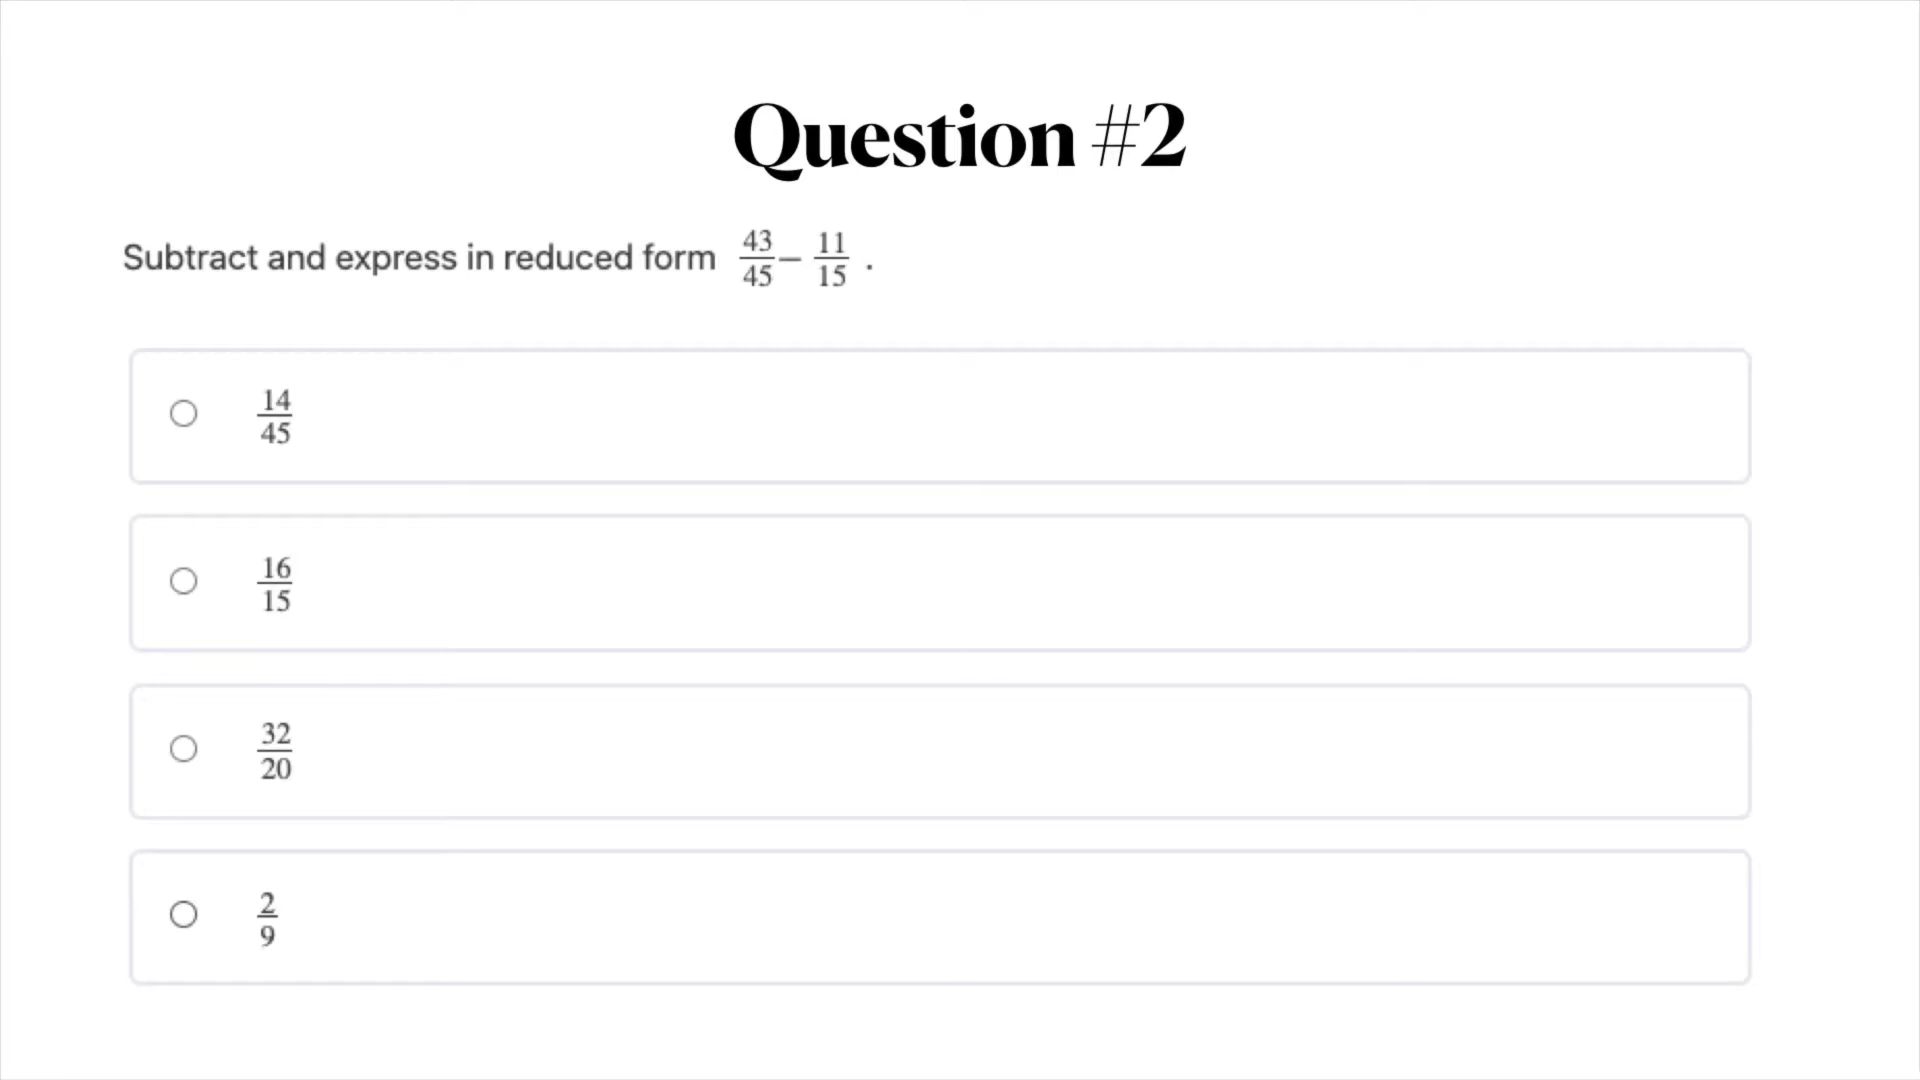 Question #2
Subtract and express in reduced form 43/45 – 11/15 .
14/45
16/15
32/20
2/9